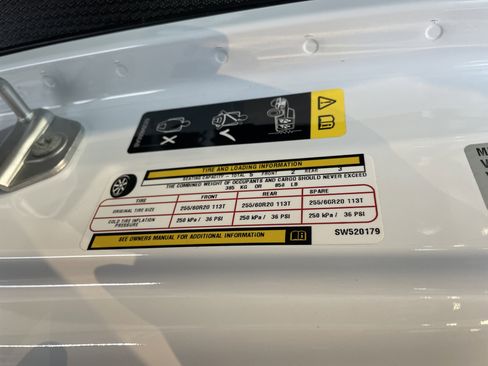 TIRE AND LOADING INFORMATION
SEATING CAPACITY - TOTAL 5 FRONT 2 REAR 3
THE COMBINED WEIGHT OF OCCUPANTS AND CARGO SHOULD NEVER EXCEED
385 KG OR 850 LB
TIRE FRONT REAR SPARE
ORIGINAL TIRE SIZE 255/60R20 113T 255/60R20 113T 255/60R20 113T
COLD TIRE INFLATION PRESSURE 250 kPa / 36 PSI 250 kPa / 36 PSI 250 kPa / 36 PSI
SEE OWNERS MANUAL FOR ADDITIONAL INFORMATION
SW520179